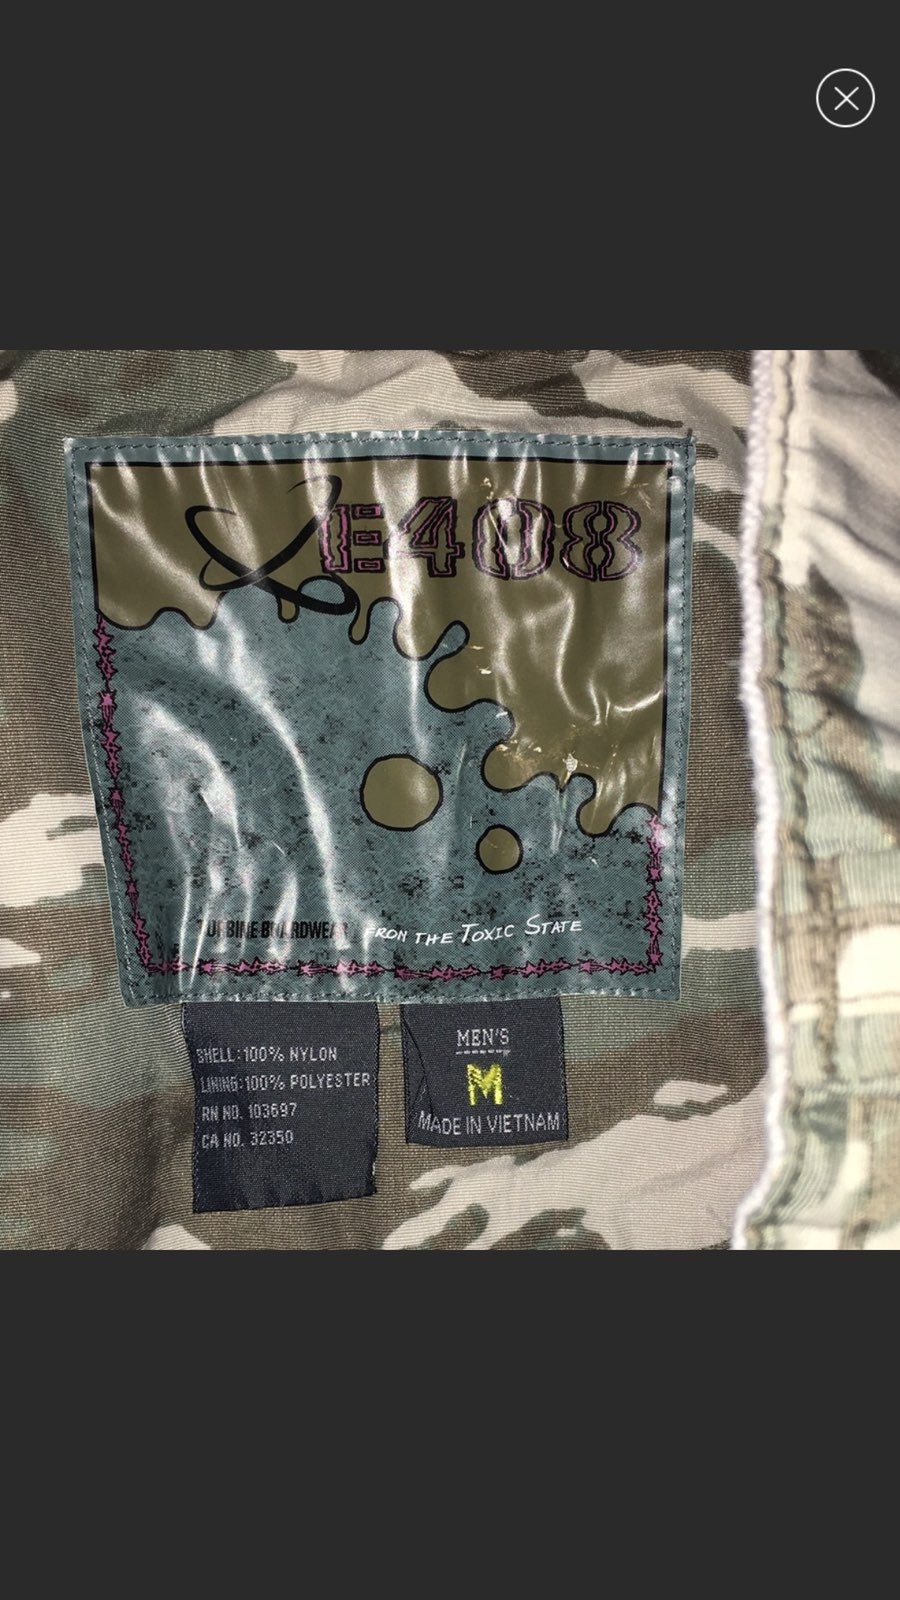 E408
TURBINE BOARDWEAR FROM THE TOXIC STATE
SHELL: 100% NYLON
LINING: 100% POLYESTER
RN NO. 103697
CA NO. 32350
MEN'S
M
MADE IN VIETNAM